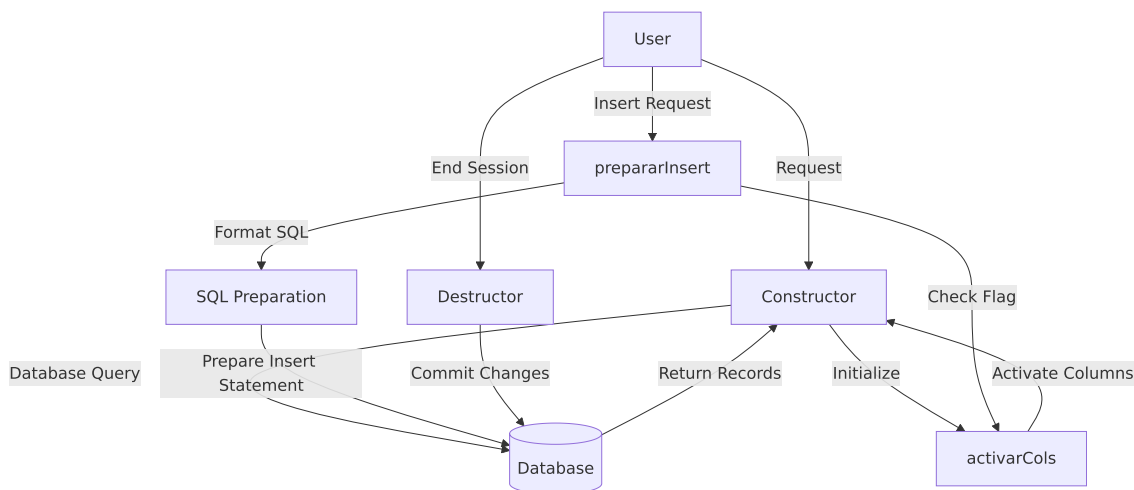 User
Insert Request
End Session
prepararInsert
Request
Format SQL
SQL Preparation
Destructor
Constructor
Check Flag
Database Query
Prepare Insert
Statement
Commit Changes
Return Records
Initialize
Activate Columns
Database
activarCols